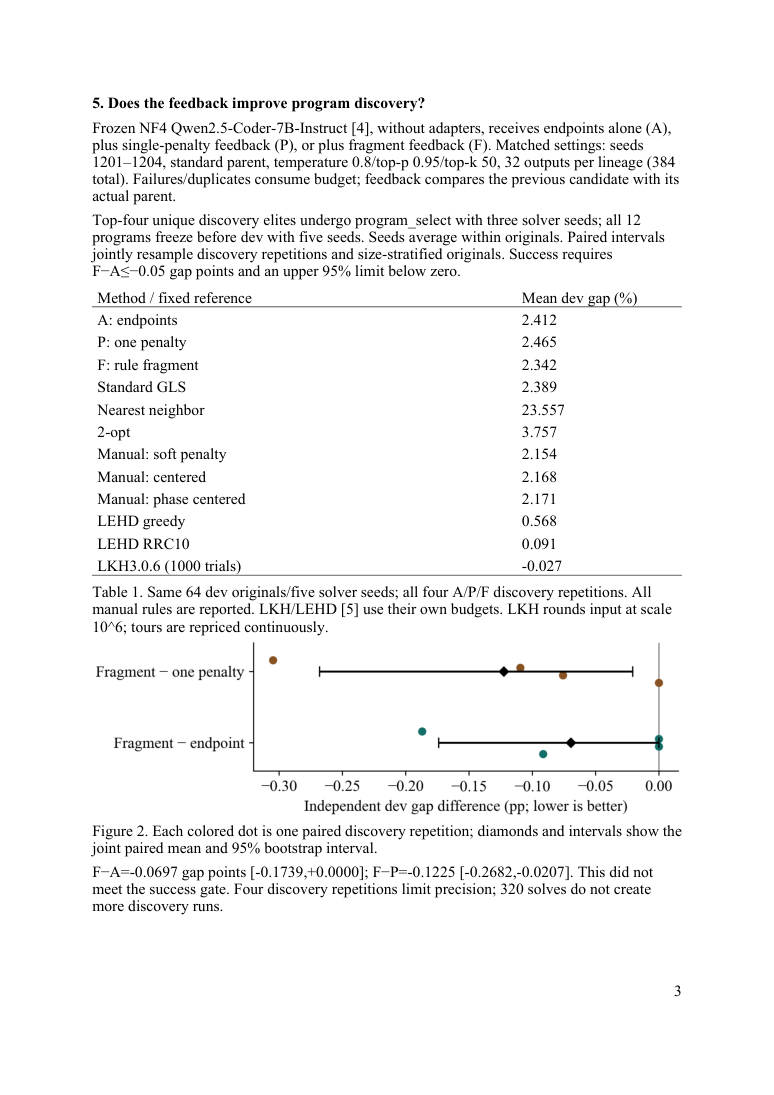 5. Does the feedback improve program discovery?
Frozen NF4 Qwen2.5-Coder-7B-Instruct [4], without adapters, receives endpoints alone (A),
plus single-penalty feedback (P), or plus fragment feedback (F). Matched settings: seeds
1201–1204, standard parent, temperature 0.8/top-p 0.95/top-k 50, 32 outputs per lineage (384
total). Failures/duplicates consume budget; feedback compares the previous candidate with its
actual parent.
Top-four unique discovery elites undergo program_select with three solver seeds; all 12
programs freeze before dev with five seeds. Seeds average within originals. Paired intervals
jointly resample discovery repetitions and size-stratified originals. Success requires
F−A≤−0.05 gap points and an upper 95% limit below zero.
Method / fixed reference Mean dev gap (%)
A: endpoints 2.412
P: one penalty 2.465
F: rule fragment 2.342
Standard GLS 2.389
Nearest neighbor 23.557
2-opt 3.757
Manual: soft penalty 2.154
Manual: centered 2.168
Manual: phase centered 2.171
LEHD greedy 0.568
LEHD RRC10 0.091
LKH3.0.6 (1000 trials) -0.027
Table 1. Same 64 dev originals/five solver seeds; all four A/P/F discovery repetitions. All
manual rules are reported. LKH/LEHD [5] use their own budgets. LKH rounds input at scale
10^6; tours are repriced continuously.
Fragment − one penalty
Fragment − endpoint
−0.30 −0.25 −0.20 −0.15 −0.10 −0.05 0.00
Independent dev gap difference (pp; lower is better)
Figure 2. Each colored dot is one paired discovery repetition; diamonds and intervals show the
joint paired mean and 95% bootstrap interval.
F−A=-0.0697 gap points [-0.1739,+0.0000]; F−P=-0.1225 [-0.2682,-0.0207]. This did not
meet the success gate. Four discovery repetitions limit precision; 320 solves do not create
more discovery runs.
3